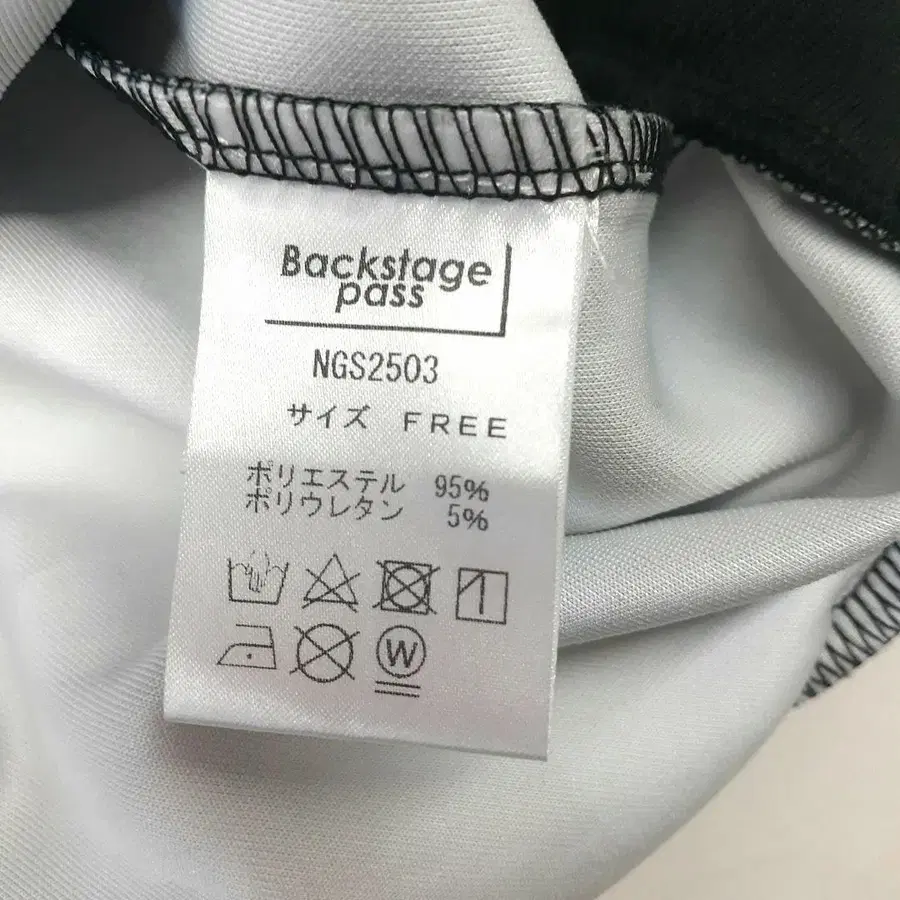 Backstage
pass
NGS2503
サイズ FREE
ポリエステル 95%
ポリウレタン 5%
W